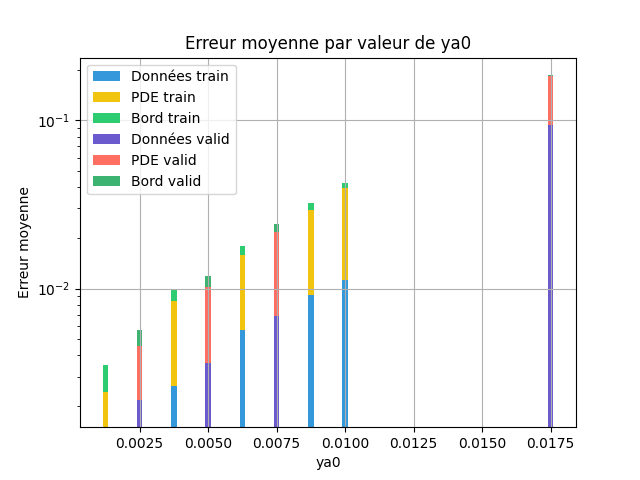 Erreur moyenne par valeur de ya0
Données train
PDE train
Bord train
Données valid
PDE valid
Bord valid
10⁻¹
10⁻²
Erreur moyenne
0.0025 0.0050 0.0075 0.0100 0.0125 0.0150 0.0175
ya0